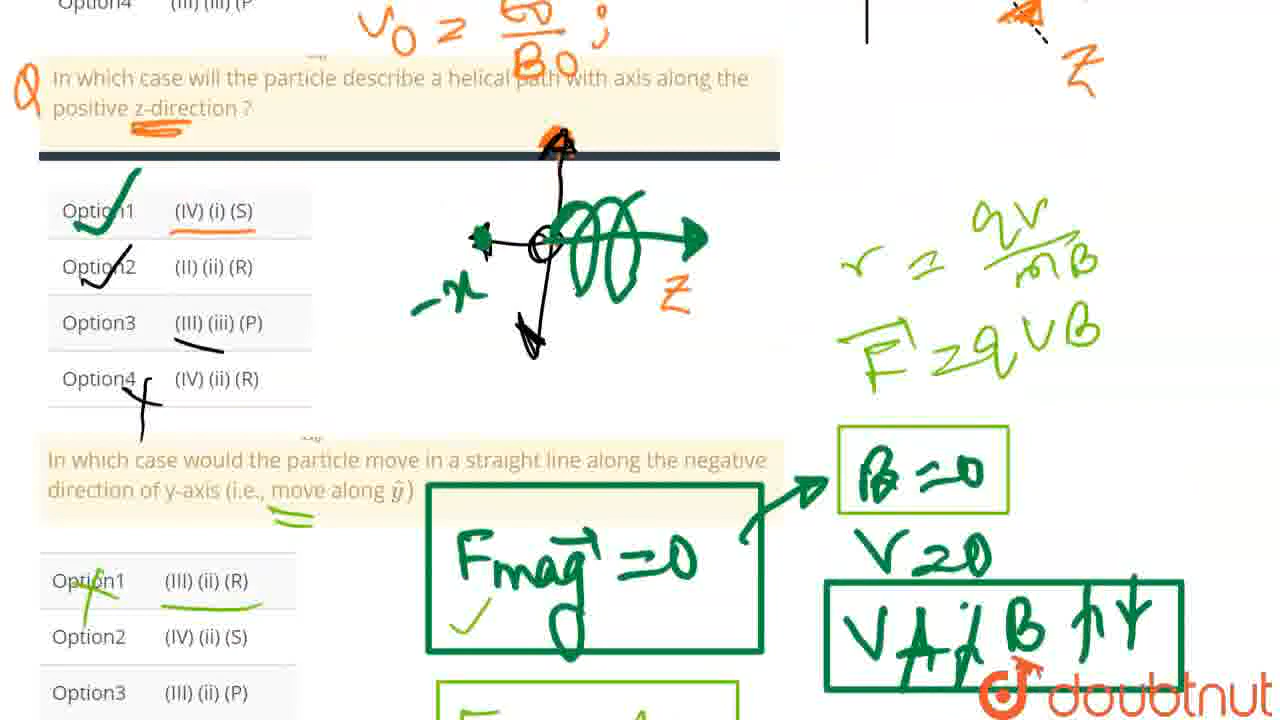 Option4 (III) (iii) (P
v0 = E0 / B0 ;
Z
Q In which case will the particle describe a helical path with axis along the
positive z-direction ?
Option1 (IV) (i) (S)
Option2 (II) (ii) (R)
Option3 (III) (iii) (P)
Option4 (IV) (ii) (R)
-x
Z
r = qv / mB
F = qVB
In which case would the particle move in a straight line along the negative
direction of y-axis (i.e., move along ŷ)
Fmag = 0
B = 0
V = 0
V A B ↑↓
Option1 (III) (ii) (R)
Option2 (IV) (ii) (S)
Option3 (III) (ii) (P)
doubtnut